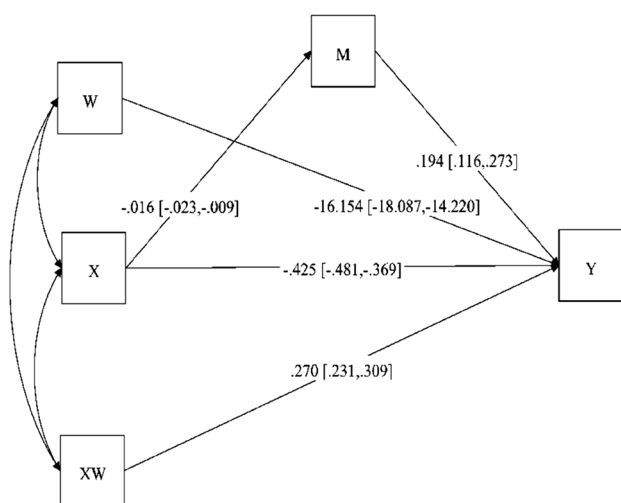 M
W
.194 [.116,.273]
-.016 [-.023,-.009]
-16.154 [-18.087,-14.220]
X
-.425 [-.481,-.369]
Y
.270 [.231,.309]
XW